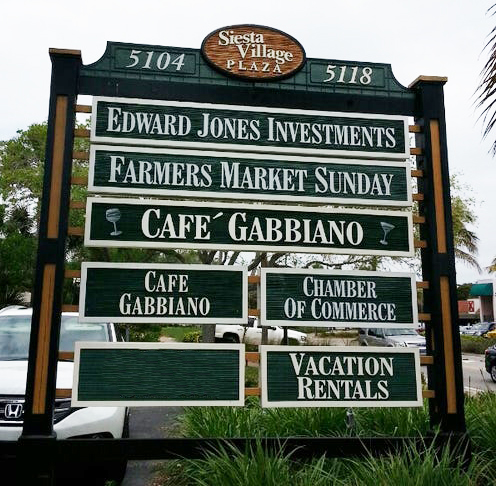 Siesta
Village
PLAZA
5104
5118
EDWARD JONES INVESTMENTS
FARMERS MARKET SUNDAY
CAFE´ GABBIANO
CAFE
GABBIANO
CHAMBER
OF COMMERCE
VACATION
RENTALS